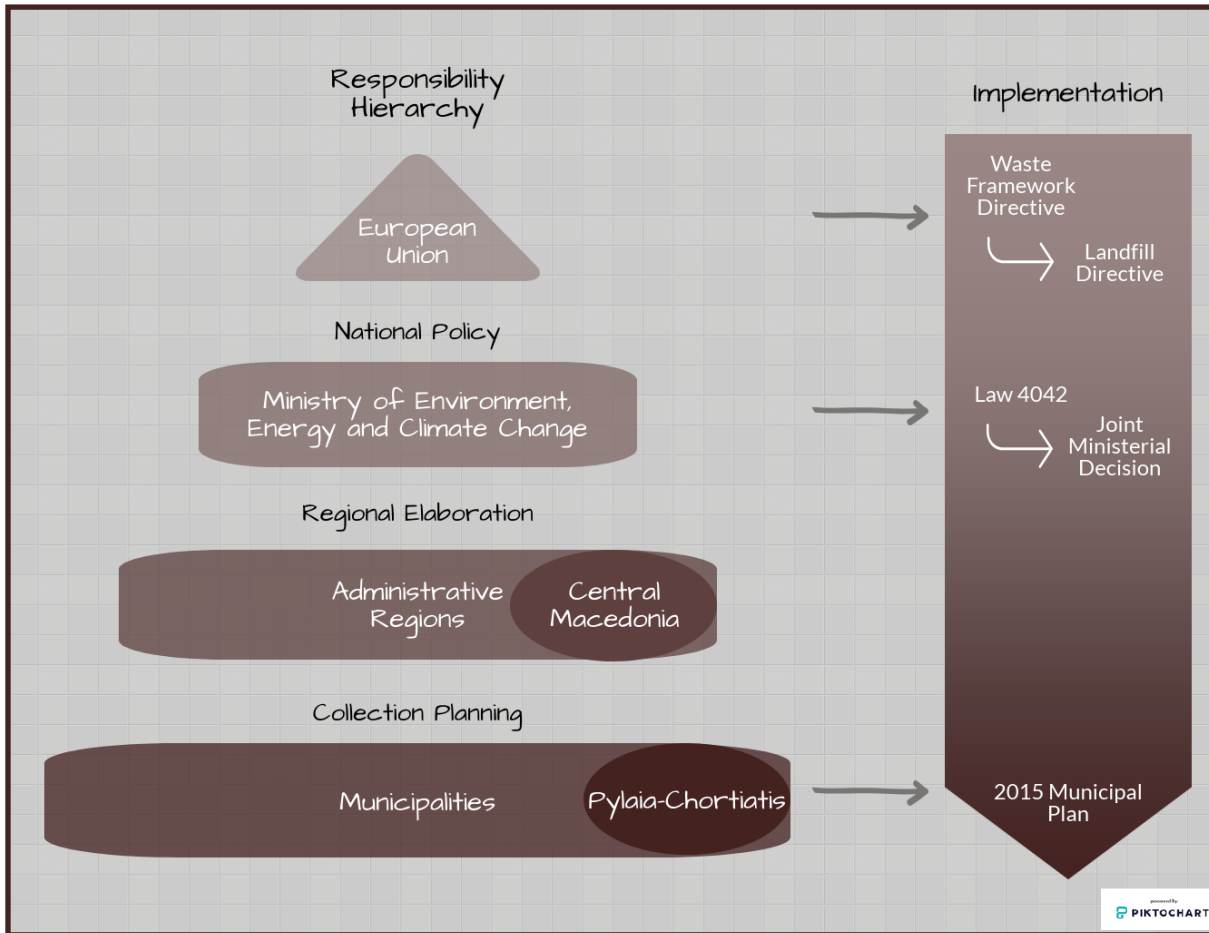 Responsibility
Hierarchy
European
Union
National Policy
Ministry of Environment,
Energy and Climate Change
Regional Elaboration
Administrative
Regions
Central
Macedonia
Collection Planning
Municipalities
Pylaia-Chortiatis
Implementation
Waste
Framework
Directive
Landfill
Directive
Law 4042
Joint
Ministerial
Decision
2015 Municipal
Plan
powered by
PIKTOCHART